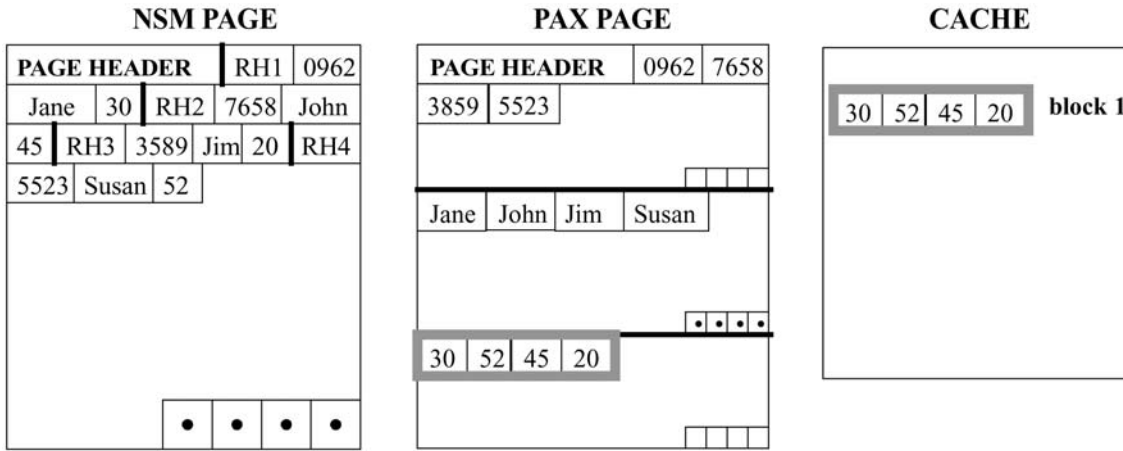 NSM PAGE
PAGE HEADER RH1 0962
Jane 30 RH2 7658 John
45 RH3 3589 Jim 20 RH4
5523 Susan 52
PAX PAGE
PAGE HEADER 0962 7658
3859 5523
Jane John Jim Susan
30 52 45 20
CACHE
30 52 45 20 block 1